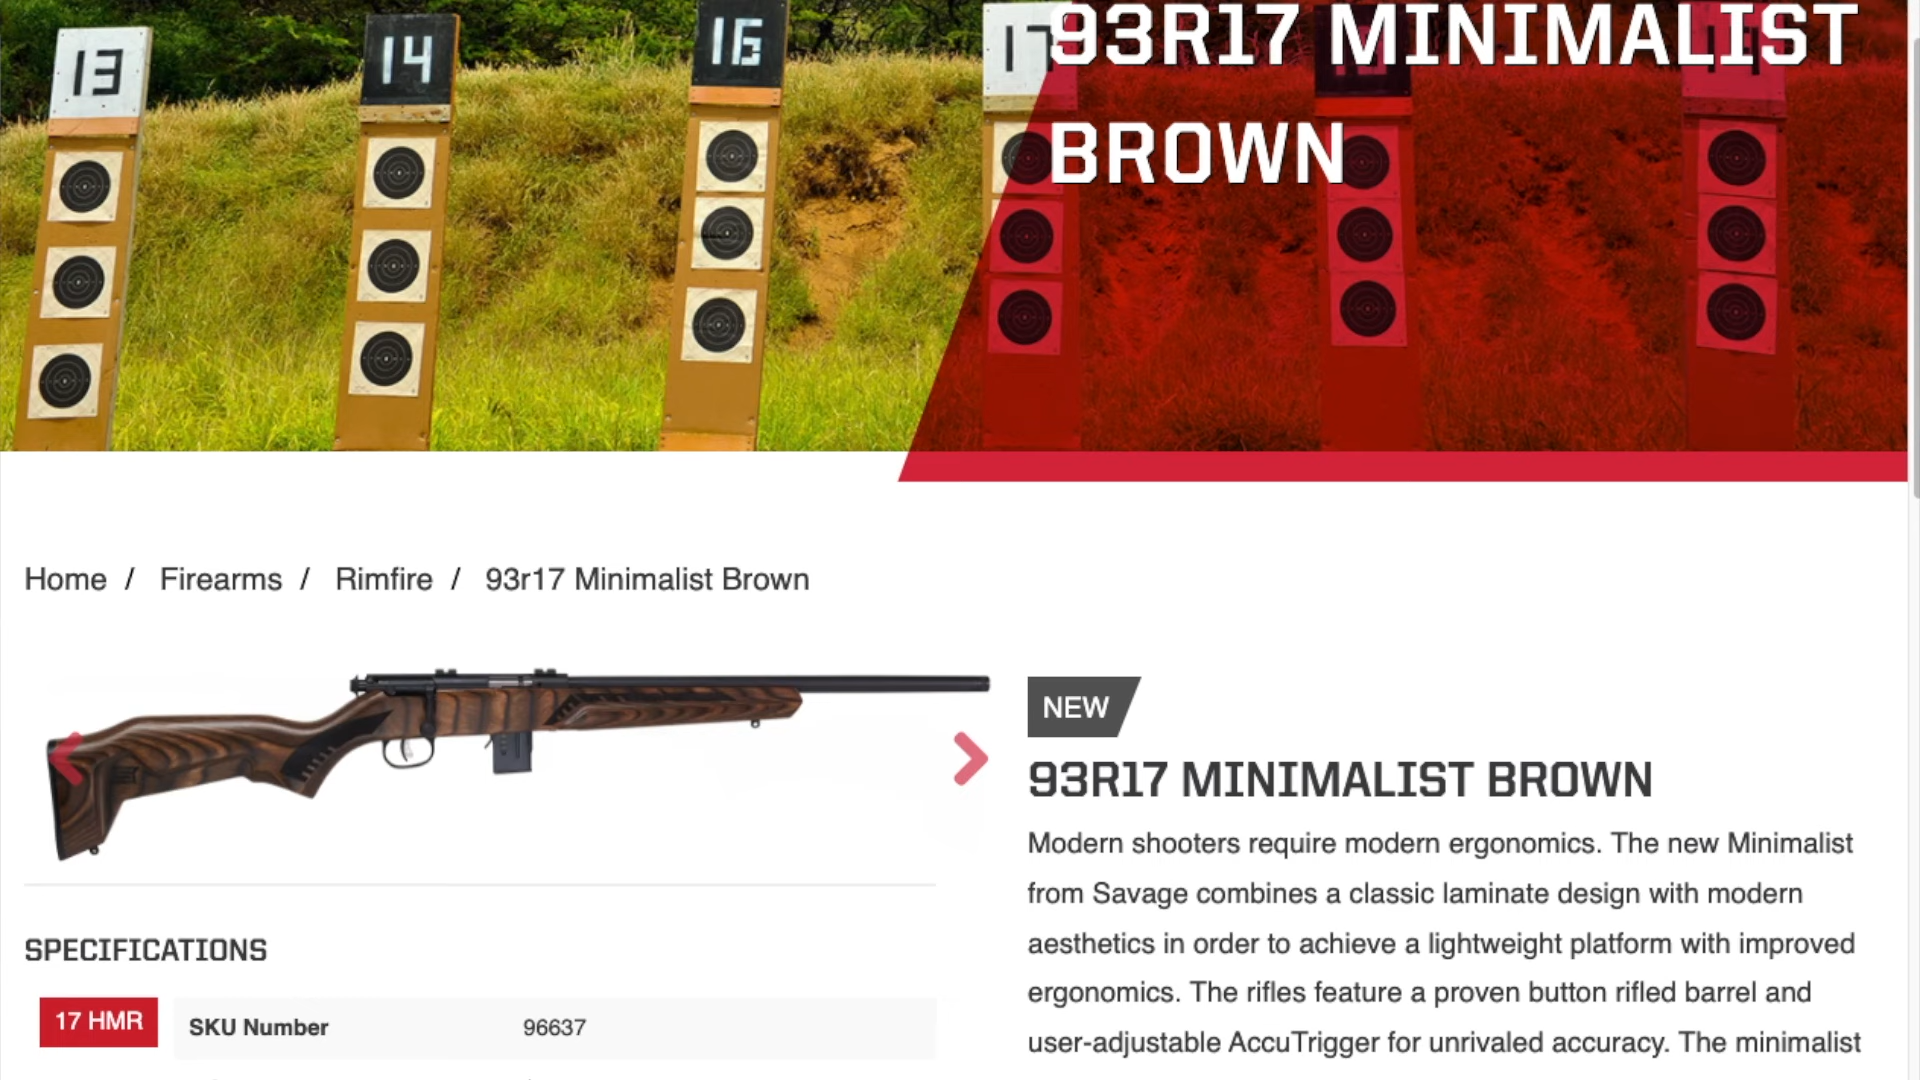 13
14
16
17
93R17 MINIMALIST
BROWN
Home / Firearms / Rimfire / 93r17 Minimalist Brown
NEW
93R17 MINIMALIST BROWN
Modern shooters require modern ergonomics. The new Minimalist
from Savage combines a classic laminate design with modern
aesthetics in order to achieve a lightweight platform with improved
ergonomics. The rifles feature a proven button rifled barrel and
user-adjustable AccuTrigger for unrivaled accuracy. The minimalist
SPECIFICATIONS
17 HMR
SKU Number 96637